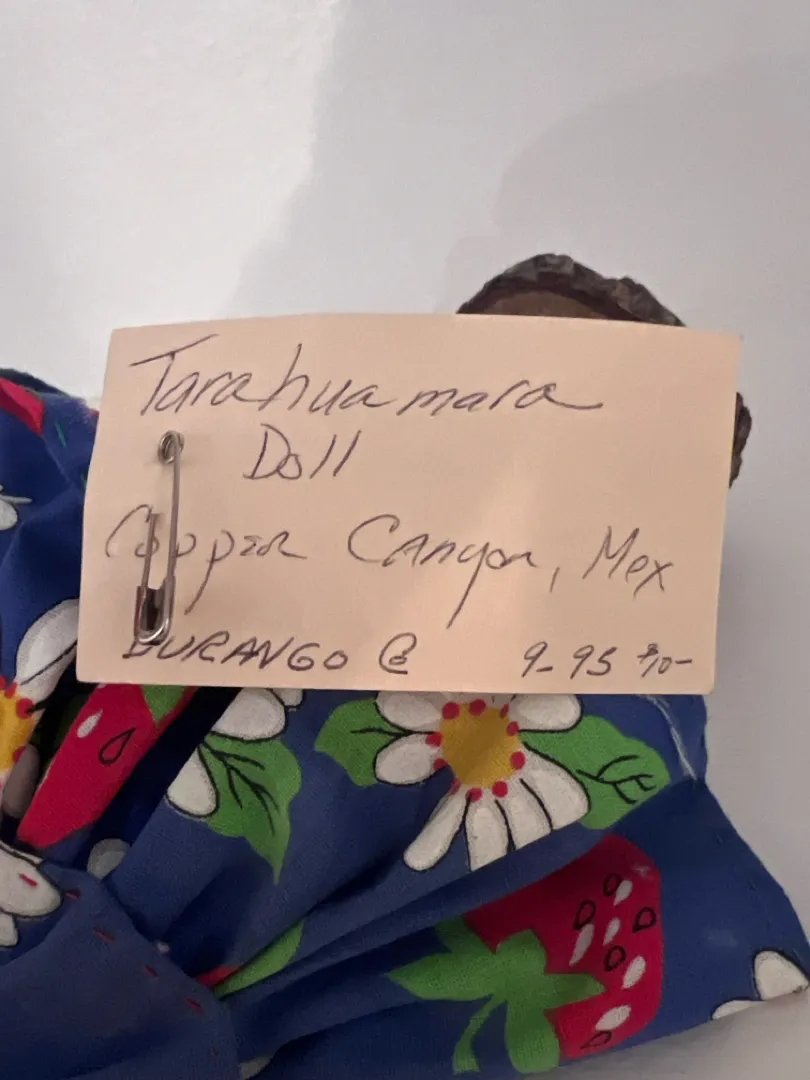 Tarahuamara
Doll
Copper Canyon, Mex
DURANGO 9-95 $10-